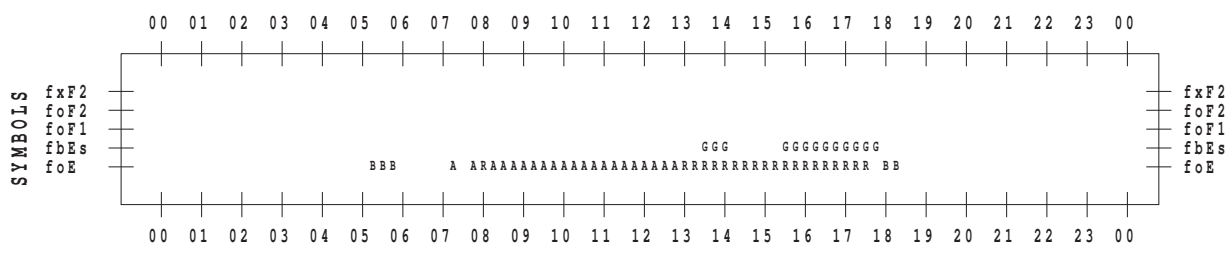 00 01 02 03 04 05 06 07 08 09 10 11 12 13 14 15 16 17 18 19 20 21 22 23 00
SYMBOLS
fxF2 fxF2
foF2 foF2
foF1 foF1
fbEs GGG GGGGGGGGGG fbEs
foE BBB A ARAAAAAAAAAAAAAAAAAAARRRRRRRRRRRRRRRRRRR BB foE
00 01 02 03 04 05 06 07 08 09 10 11 12 13 14 15 16 17 18 19 20 21 22 23 00